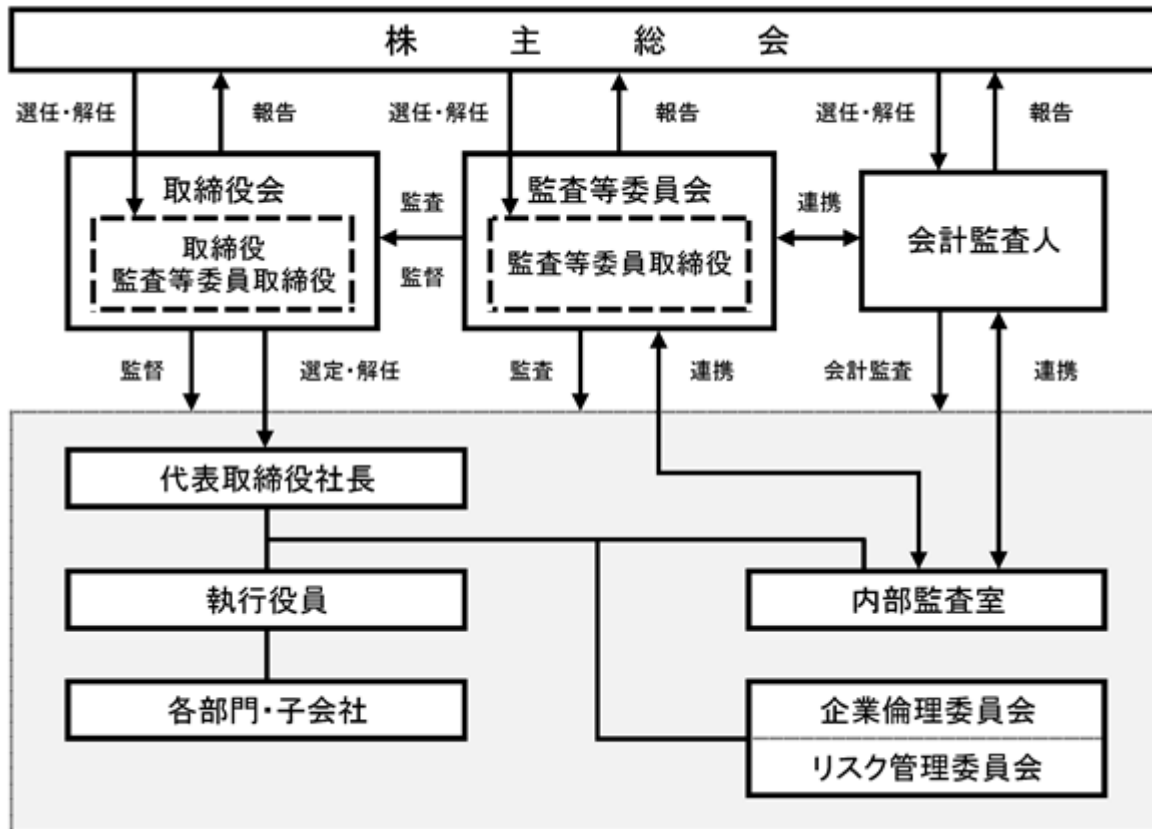 株主総会
選任・解任
報告
選任・解任
報告
選任・解任
報告
取締役会
取締役
監査等委員取締役
監査
監督
監査等委員会
監査等委員取締役
連携
会計監査人
監督
選定・解任
監査
連携
会計監査
連携
代表取締役社長
執行役員
内部監査室
各部門・子会社
企業倫理委員会
リスク管理委員会